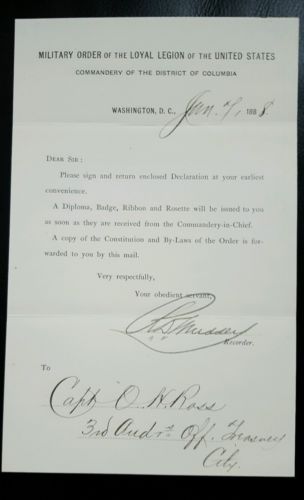 MILITARY ORDER OF THE LOYAL LEGION OF THE UNITED STATES
COMMANDERY OF THE DISTRICT OF COLUMBIA
WASHINGTON, D. C., Jan. 7, 1888.
DEAR SIR:
Please sign and return enclosed Declaration at your earliest
convenience.
A Diploma, Badge, Ribbon and Rosette will be issued to you
as soon as they are received from the Commandery-in-Chief.
A copy of the Constitution and By-Laws of the Order is for-
warded to you by this mail.
Very respectfully,
Your obedient servant,
Mussey
Recorder.
To
Capt O. H. Ross
3rd Audr's Off. Treasury
City.